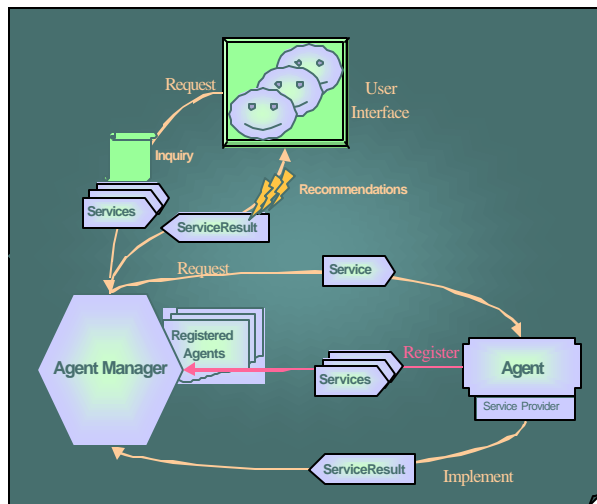 Request
User
Interface
Inquiry
Services
Recommendations
ServiceResult
Request
Service
Registered
Agents
Agent Manager
Register
Services
Agent
Service Provider
ServiceResult
Implement